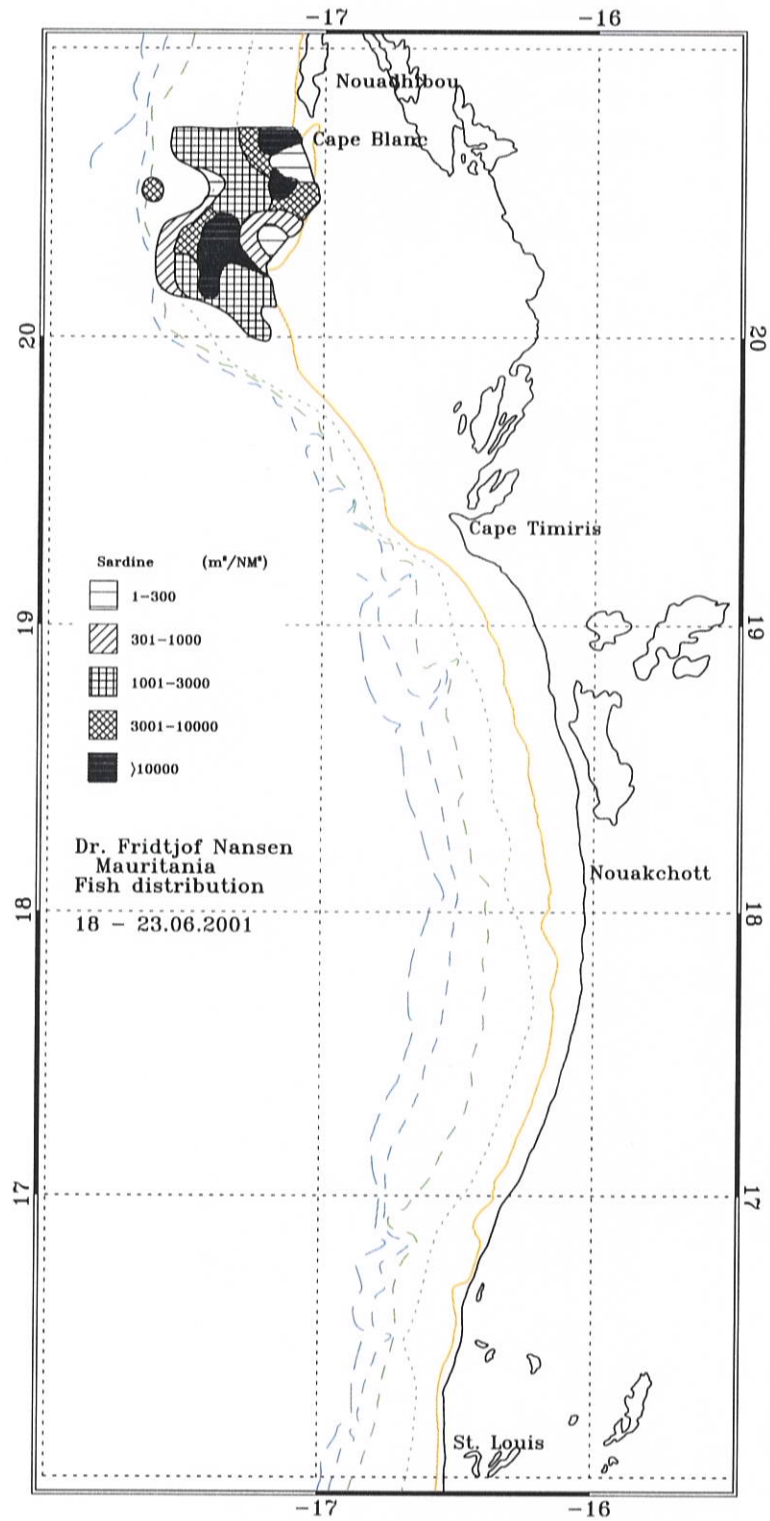 -17 -16
Nouadhibou
Cape Blanc
20 20
Cape Timiris
Sardine (m²/NM²)
1-300
19 19
301-1000
1001-3000
3001-10000
>10000
Dr. Fridtjof Nansen
Mauritania
Nouakchott
Fish distribution
18 18
18 - 23.06.2001
17 17
St. Louis
-17 -16